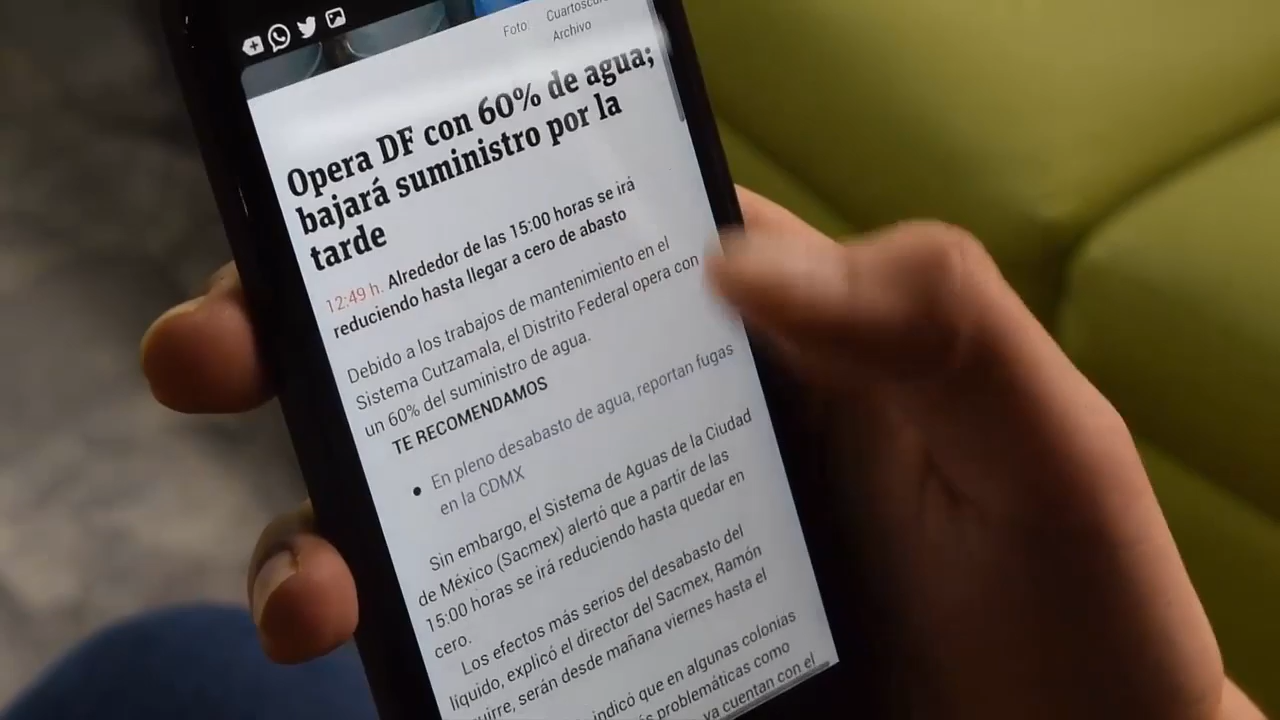 Foto: Cuartoscuro
Archivo
Opera DF con 60% de agua;
bajará suministro por la
tarde
12:49 h. Alrededor de las 15:00 horas se irá
reduciendo hasta llegar a cero de abasto
Debido a los trabajos de mantenimiento en el
Sistema Cutzamala, el Distrito Federal opera con
un 60% del suministro de agua.
TE RECOMENDAMOS
• En pleno desabasto de agua, reportan fugas
en la CDMX
Sin embargo, el Sistema de Aguas de la Ciudad
de México (Sacmex) alertó que a partir de las
15:00 horas se irá reduciendo hasta quedar en
cero.
Los efectos más serios del desabasto del
líquido, explicó el director del Sacmex, Ramón
serán desde mañana viernes hasta el
indicó que en algunas colonias
problemáticas como
ya cuentan con el